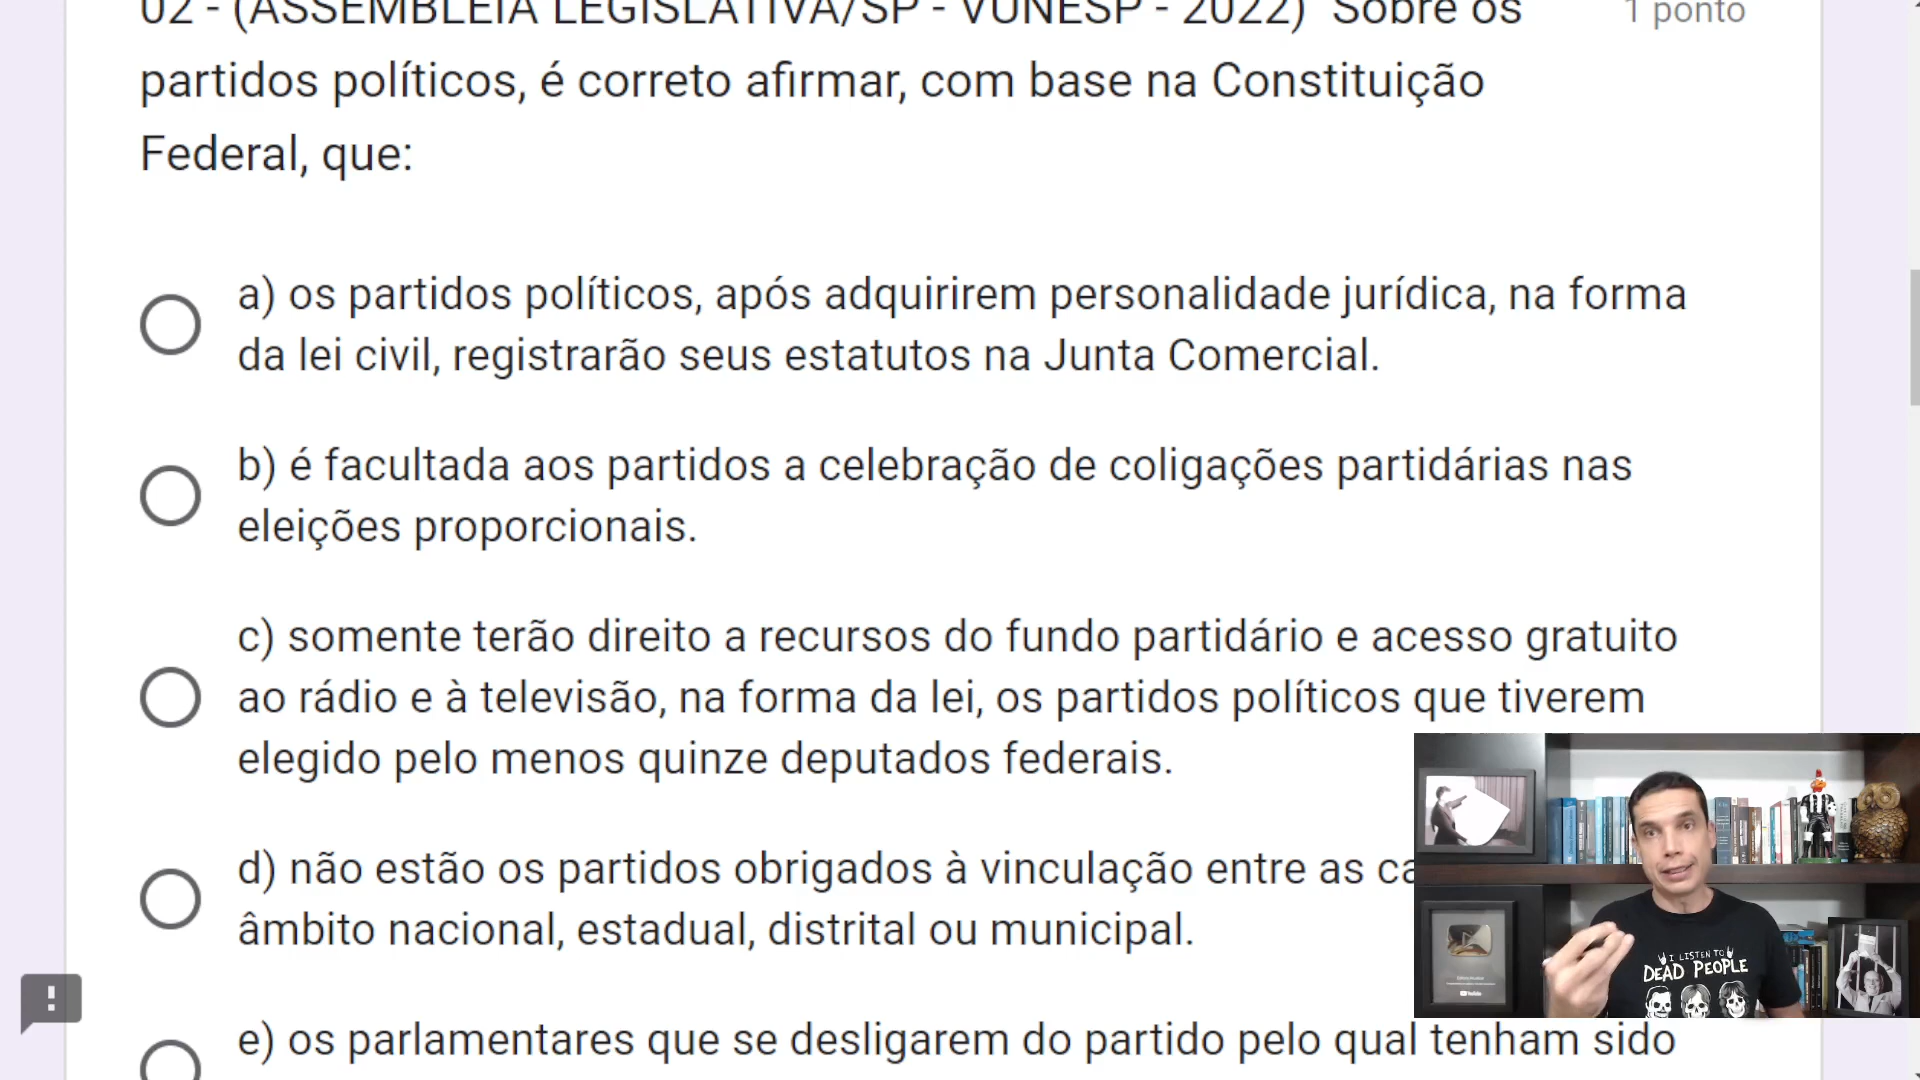 02 - (ASSEMBLEIA LEGISLATIVA/SP - VUNESP - 2022) Sobre os
1 ponto
partidos políticos, é correto afirmar, com base na Constituição
Federal, que:
a) os partidos políticos, após adquirirem personalidade jurídica, na forma
da lei civil, registrarão seus estatutos na Junta Comercial.
b) é facultada aos partidos a celebração de coligações partidárias nas
eleições proporcionais.
c) somente terão direito a recursos do fundo partidário e acesso gratuito
ao rádio e à televisão, na forma da lei, os partidos políticos que tiverem
elegido pelo menos quinze deputados federais.
d) não estão os partidos obrigados à vinculação entre as ca
âmbito nacional, estadual, distrital ou municipal.
e) os parlamentares que se desligarem do partido pelo qual tenham sido
I LISTEN TO
DEAD PEOPLE
YouTube